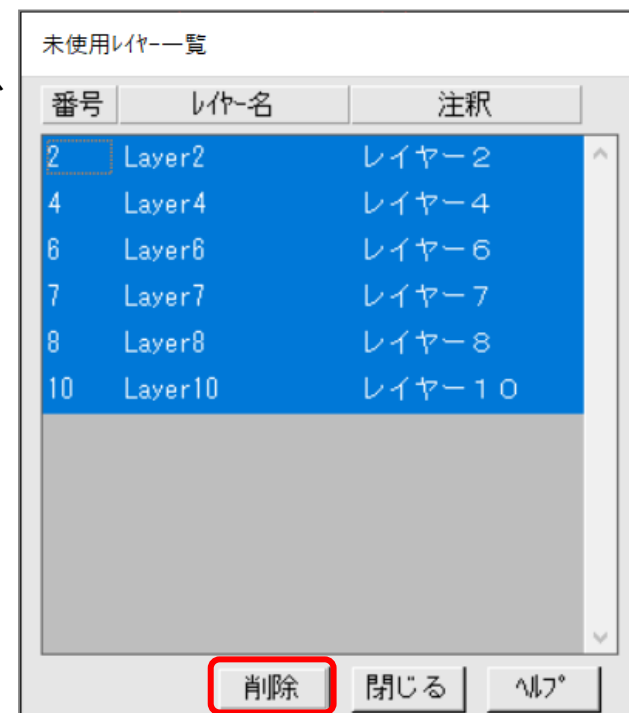 未使用ﾚｲﾔｰ一覧
番号 ﾚｲﾔｰ名 注釈
2 Layer2 レイヤー２
4 Layer4 レイヤー４
6 Layer6 レイヤー６
7 Layer7 レイヤー７
8 Layer8 レイヤー８
10 Layer10 レイヤー１０
削除 閉じる ﾍﾙﾌﾟ